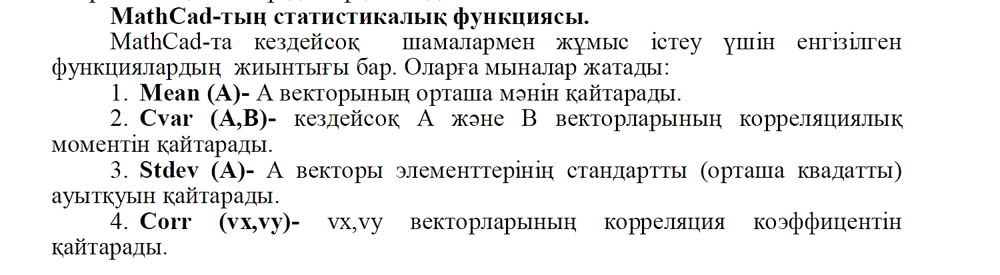 MathCad-тың статистикалық функциясы.
MathCad-та кездейсоқ шамалармен жұмыс істеу үшін енгізілген
функциялардың жиынтығы бар. Оларға мыналар жатады:
1. Mean (A)- А векторының орташа мәнін қайтарады.
2. Cvar (A,B)- кездейсоқ А және В векторларының корреляциялық
моментін қайтарады.
3. Stdev (A)- А векторы элементтерінің стандартты (орташа квадатты)
ауытқуын қайтарады.
4. Corr (vx,vy)- vx,vy векторларының корреляция коэффицентін
қайтарады.